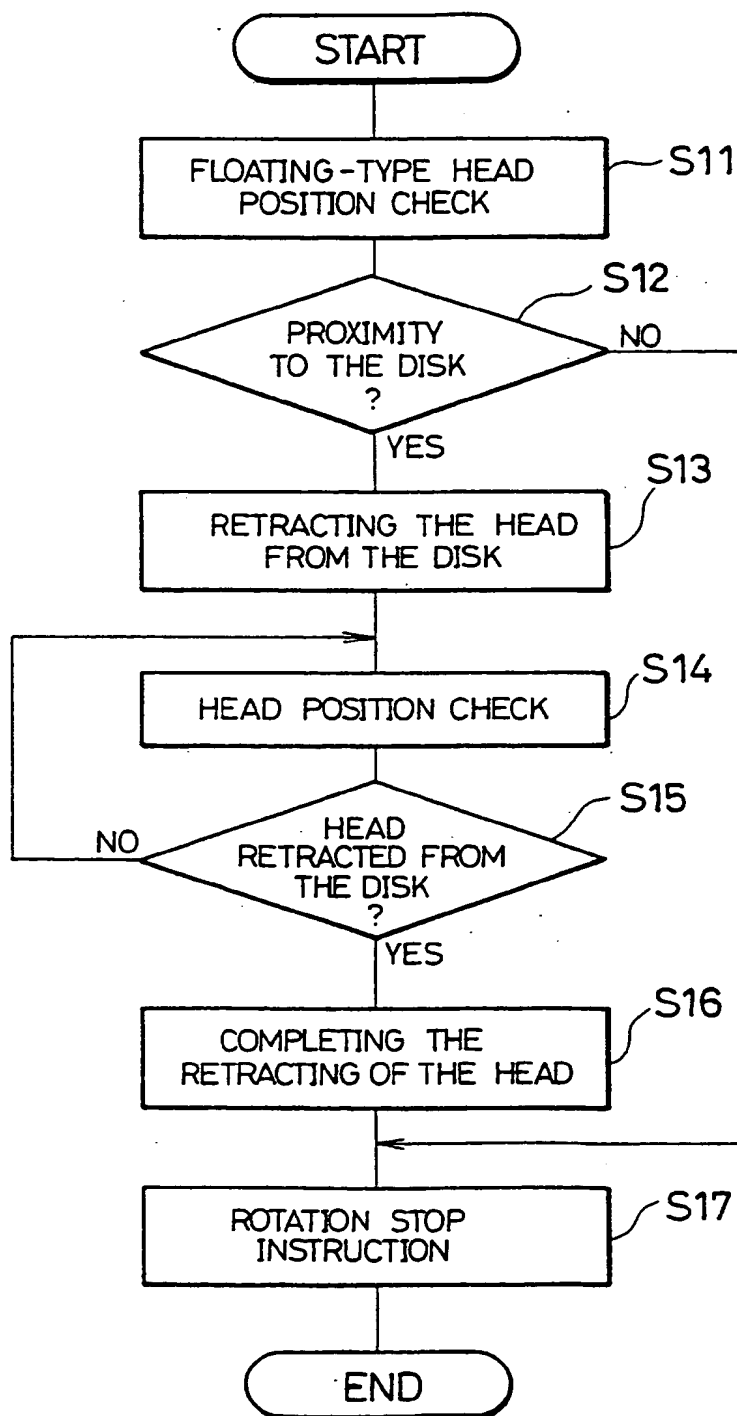 START
FLOATING-TYPE HEAD
POSITION CHECK
S11
S12
PROXIMITY
TO THE DISK
?
NO
YES
S13
RETRACTING THE HEAD
FROM THE DISK
S14
HEAD POSITION CHECK
S15
HEAD
RETRACTED FROM
THE DISK
?
NO
YES
S16
COMPLETING THE
RETRACTING OF THE HEAD
S17
ROTATION STOP
INSTRUCTION
END